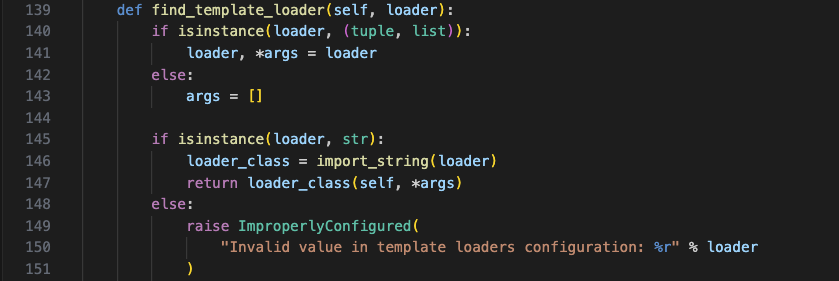 139 def find_template_loader(self, loader):
140 if isinstance(loader, (tuple, list)):
141 loader, *args = loader
142 else:
143 args = []
144
145 if isinstance(loader, str):
146 loader_class = import_string(loader)
147 return loader_class(self, *args)
148 else:
149 raise ImproperlyConfigured(
150 "Invalid value in template loaders configuration: %r" % loader
151 )